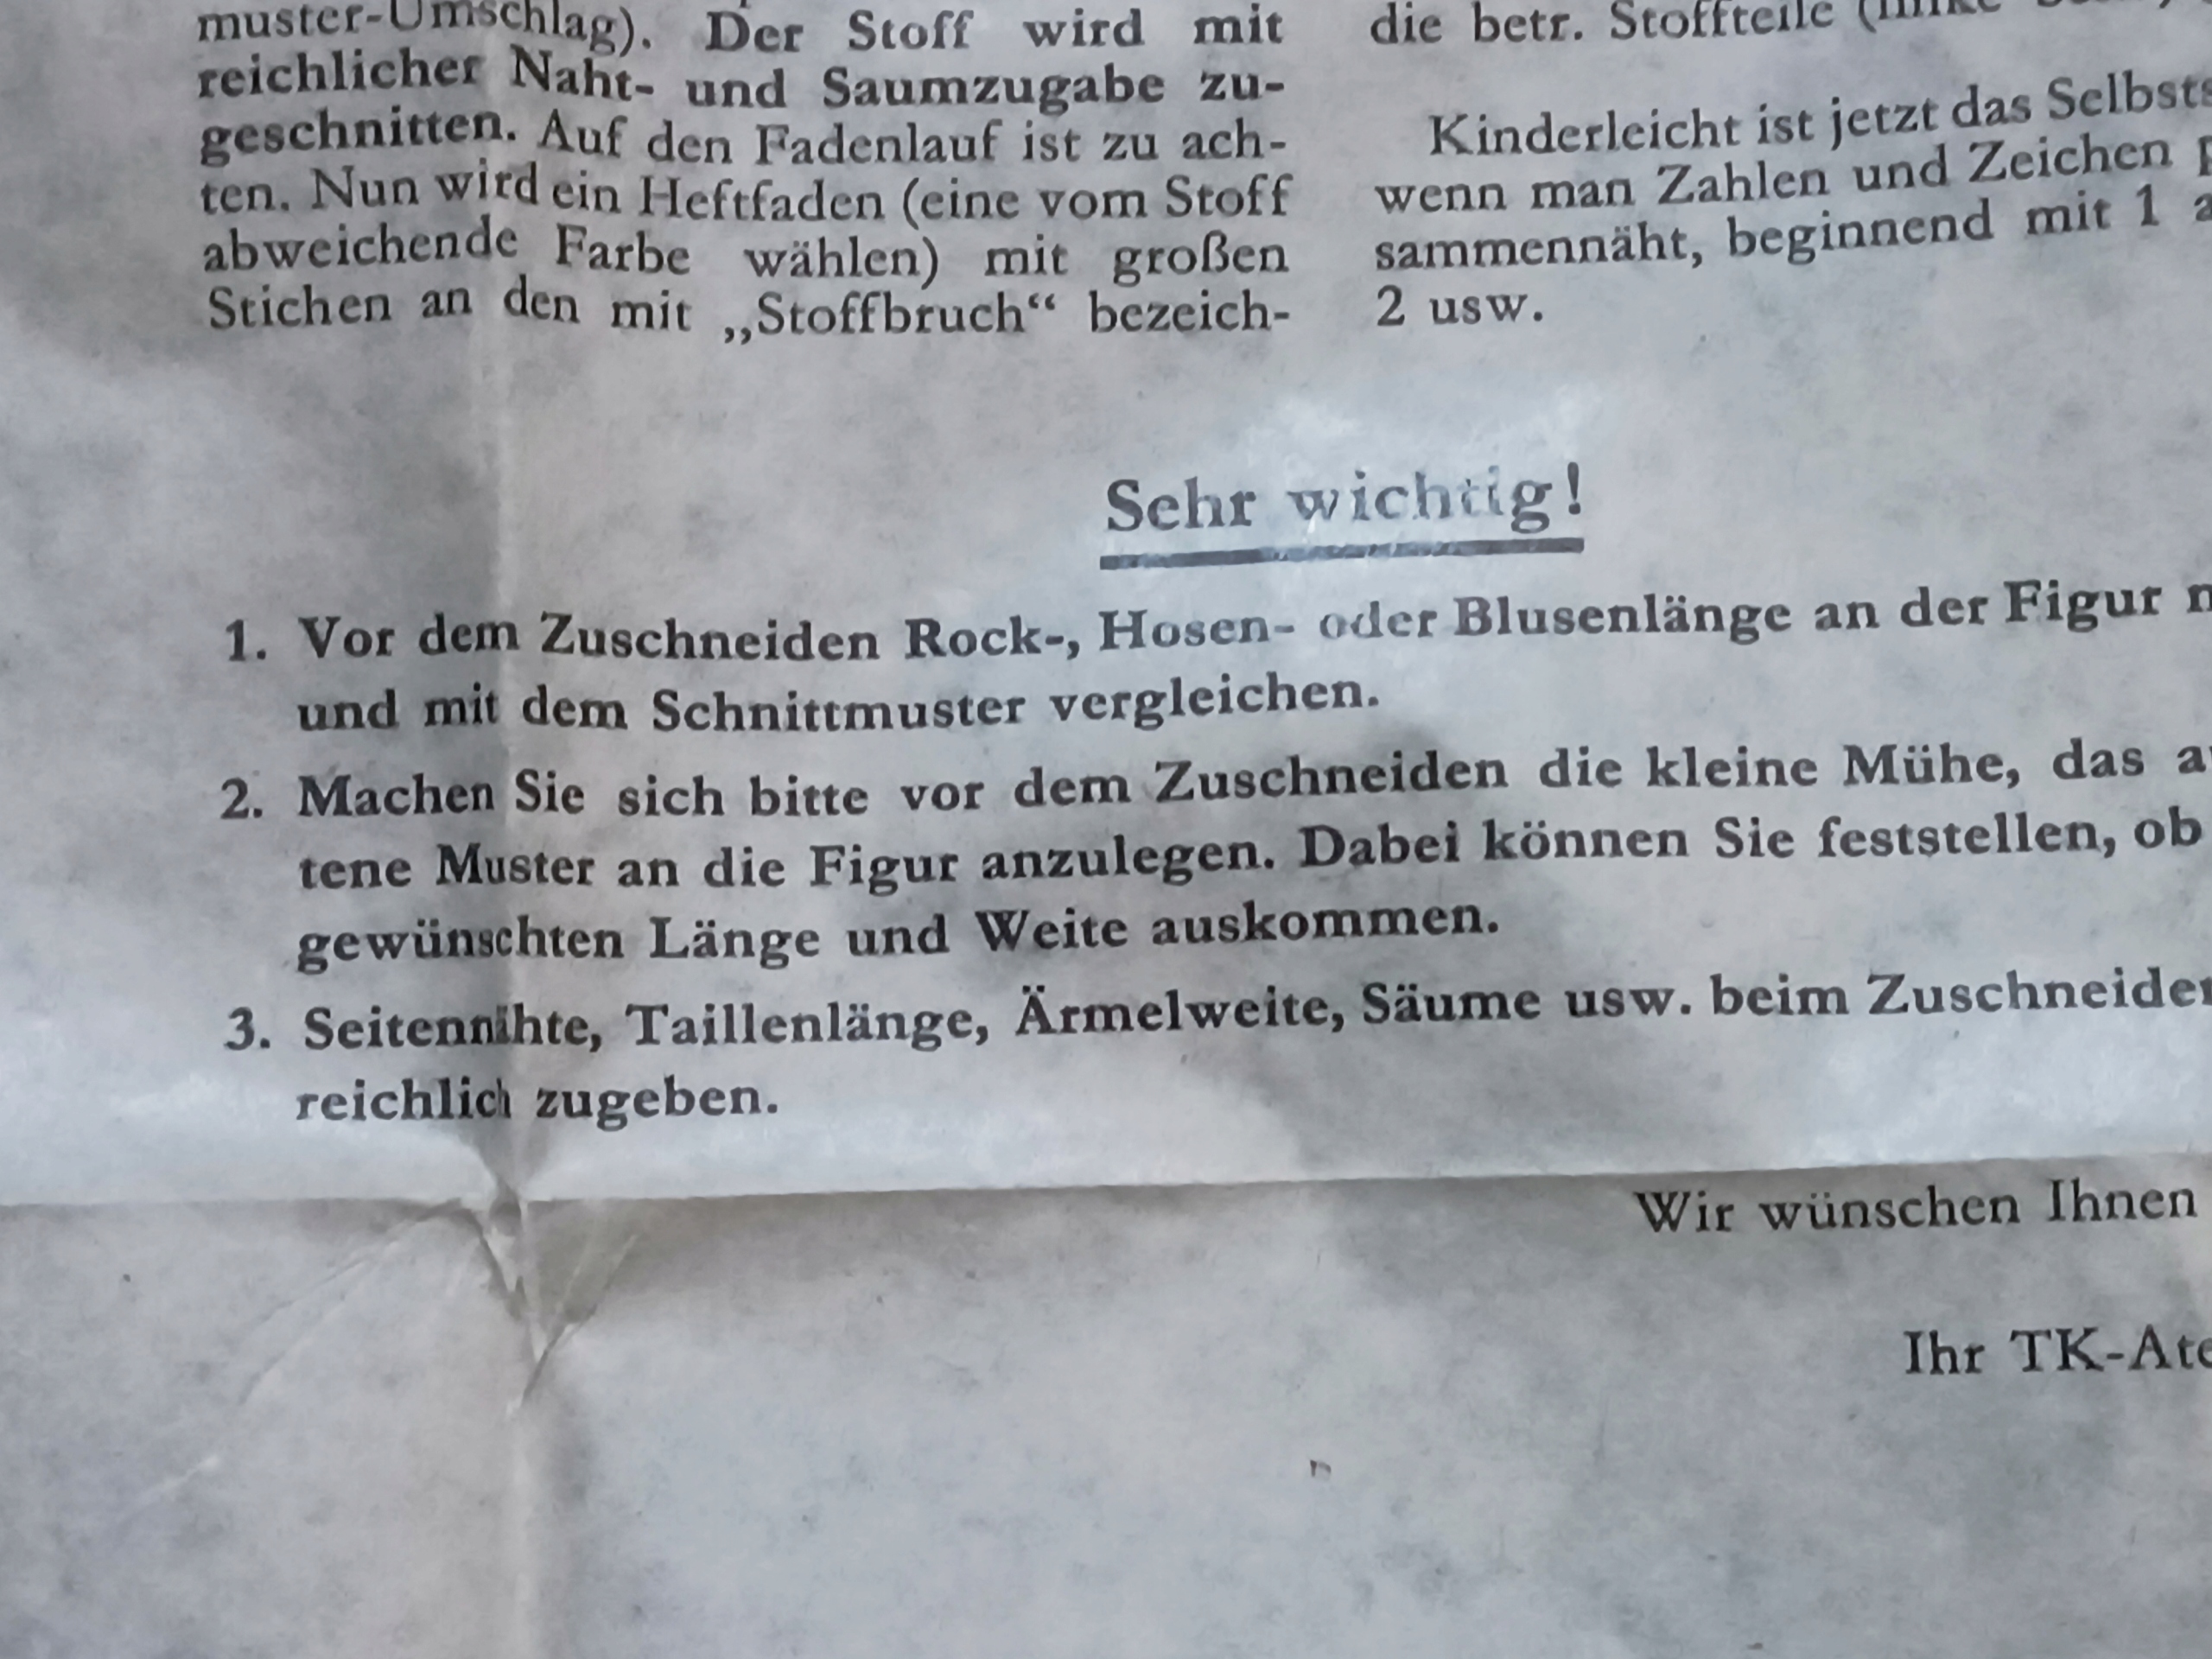 muster-Umschlag). Der Stoff wird mit
reichlicher Naht- und Saumzugabe zu-
geschnitten. Auf den Fadenlauf ist zu ach-
ten. Nun wird ein Heftfaden (eine vom Stoff
abweichende Farbe wählen) mit großen
Stichen an den mit „Stoffbruch“ bezeich-
die betr. Stoffteile
Kinderleicht ist jetzt das
wenn man Zahlen und Zeichen
sammennäht, beginnend mit 1
2 usw.
Sehr wichtig!
1. Vor dem Zuschneiden Rock-, Hosen- oder Blusenlänge an der Figur
und mit dem Schnittmuster vergleichen.
2. Machen Sie sich bitte vor dem Zuschneiden die kleine Mühe, das
tene Muster an die Figur anzulegen. Dabei können Sie feststellen, ob
gewünschten Länge und Weite auskommen.
3. Seitennähte, Taillenlänge, Ärmelweite, Säume usw. beim Zuschneiden
reichlich zugeben.
Wir wünschen Ihnen
Ihr